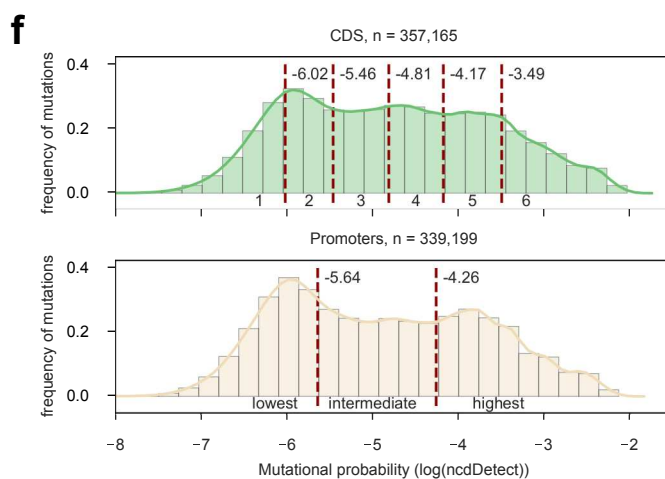 f
CDS, n = 357,165
frequency of mutations
0.4
0.2
0.0
-6.02
-5.46
-4.81
-4.17
-3.49
1
2
3
4
5
6
Promoters, n = 339,199
frequency of mutations
0.4
0.2
0.0
-5.64
-4.26
lowest
intermediate
highest
−8
−7
−6
−5
−4
−3
−2
Mutational probability (log(ncdDetect))